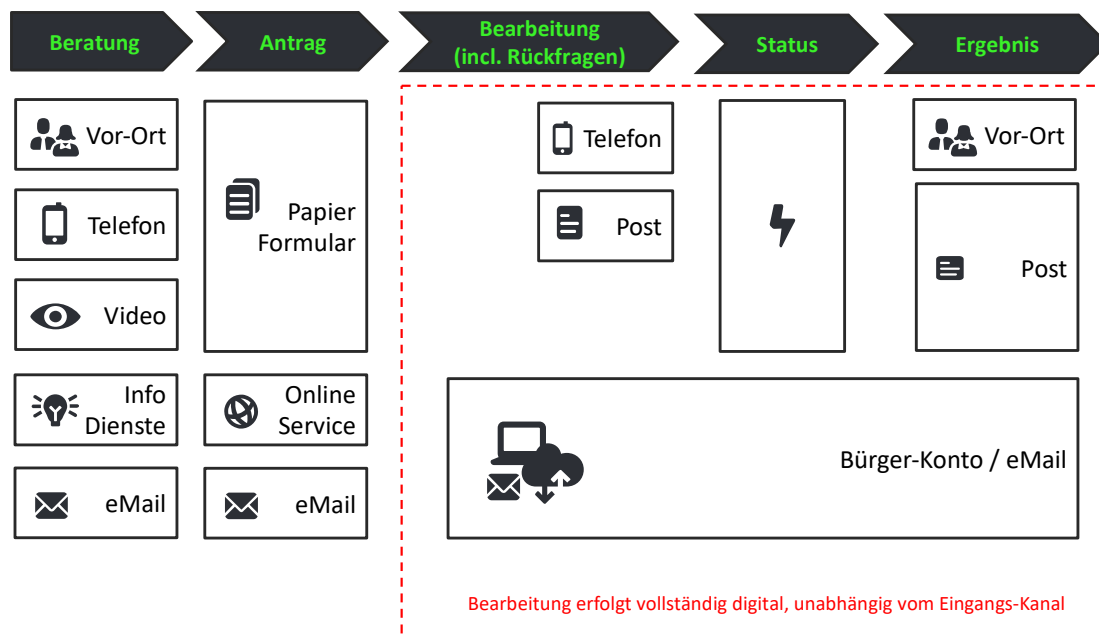 Beratung
Antrag
Bearbeitung
(incl. Rückfragen)
Status
Ergebnis
Vor-Ort
Telefon
Video
Info
Dienste
eMail
Papier
Formular
Online
Service
eMail
Telefon
Post
Vor-Ort
Post
Bürger-Konto / eMail
Bearbeitung erfolgt vollständig digital, unabhängig vom Eingangs-Kanal